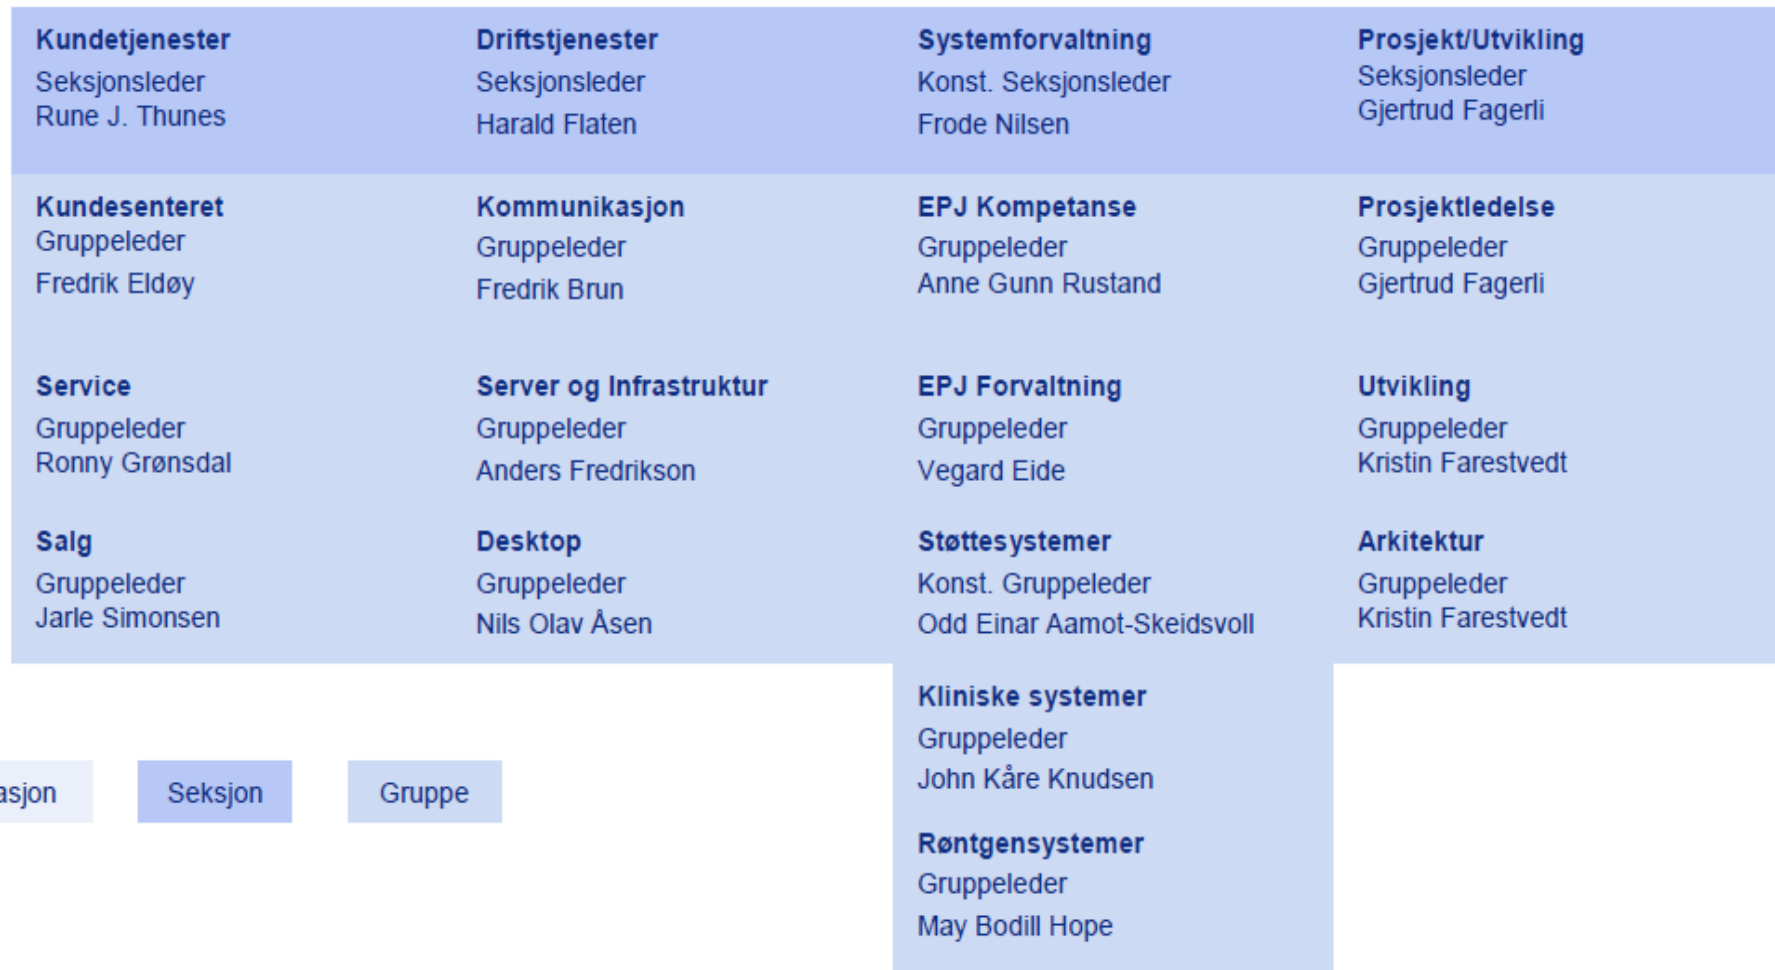 Kundetjenester
Seksjonsleder
Rune J. Thunes
Driftstjenester
Seksjonsleder
Harald Flaten
Systemforvaltning
Konst. Seksjonsleder
Frode Nilsen
Prosjekt/Utvikling
Seksjonsleder
Gjertrud Fagerli
Kundesenteret
Gruppeleder
Fredrik Eldøy
Kommunikasjon
Gruppeleder
Fredrik Brun
EPJ Kompetanse
Gruppeleder
Anne Gunn Rustand
Prosjektledelse
Gruppeleder
Gjertrud Fagerli
Service
Gruppeleder
Ronny Grønsdal
Server og Infrastruktur
Gruppeleder
Anders Fredrikson
EPJ Forvaltning
Gruppeleder
Vegard Eide
Utvikling
Gruppeleder
Kristin Farestvedt
Salg
Gruppeleder
Jarle Simonsen
Desktop
Gruppeleder
Nils Olav Åsen
Støttesystemer
Konst. Gruppeleder
Odd Einar Aamot-Skeidsvoll
Arkitektur
Gruppeleder
Kristin Farestvedt
Kliniske systemer
Gruppeleder
John Kåre Knudsen
Røntgensystemer
Gruppeleder
May Bodill Hope
asjon
Seksjon
Gruppe